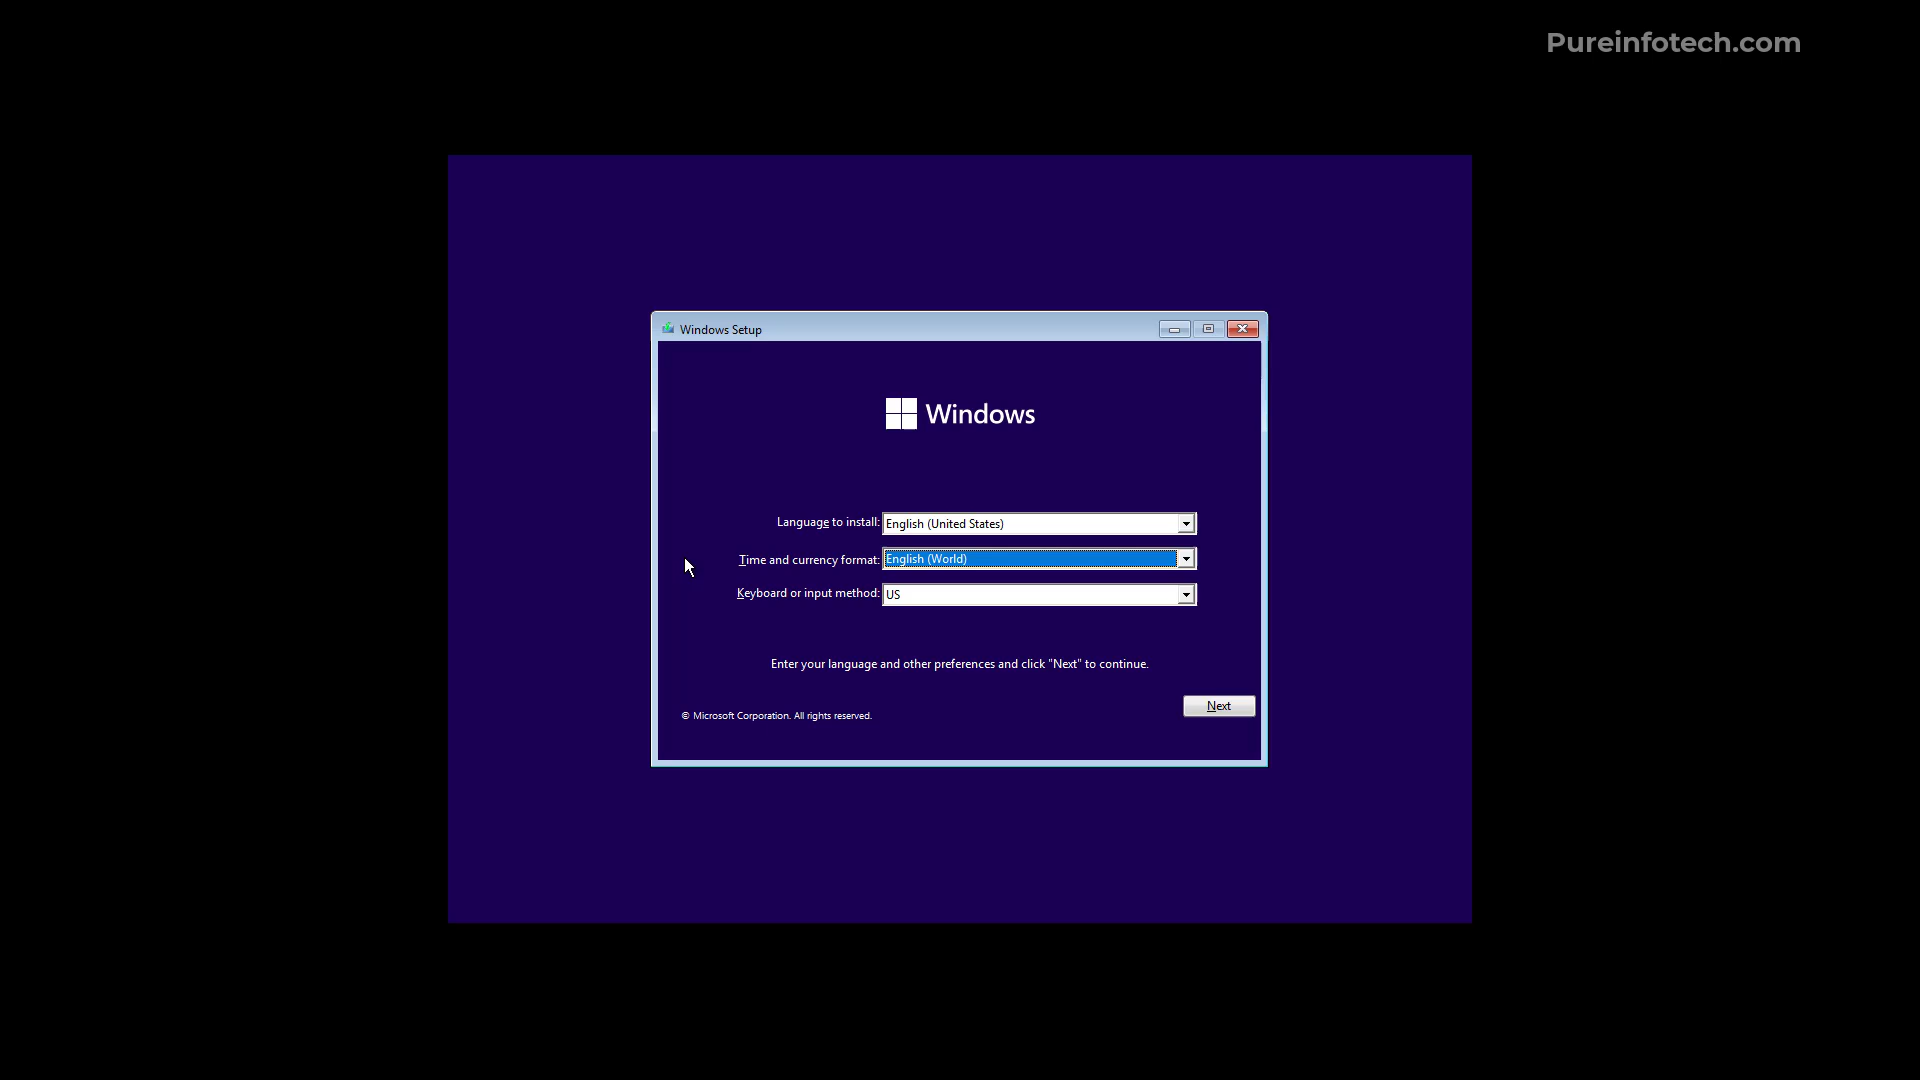 Pureinfotech.com
Windows Setup
Windows
Language to install: English (United States)
Time and currency format: English (World)
Keyboard or input method: US
Enter your language and other preferences and click "Next" to continue.
Next
© Microsoft Corporation. All rights reserved.